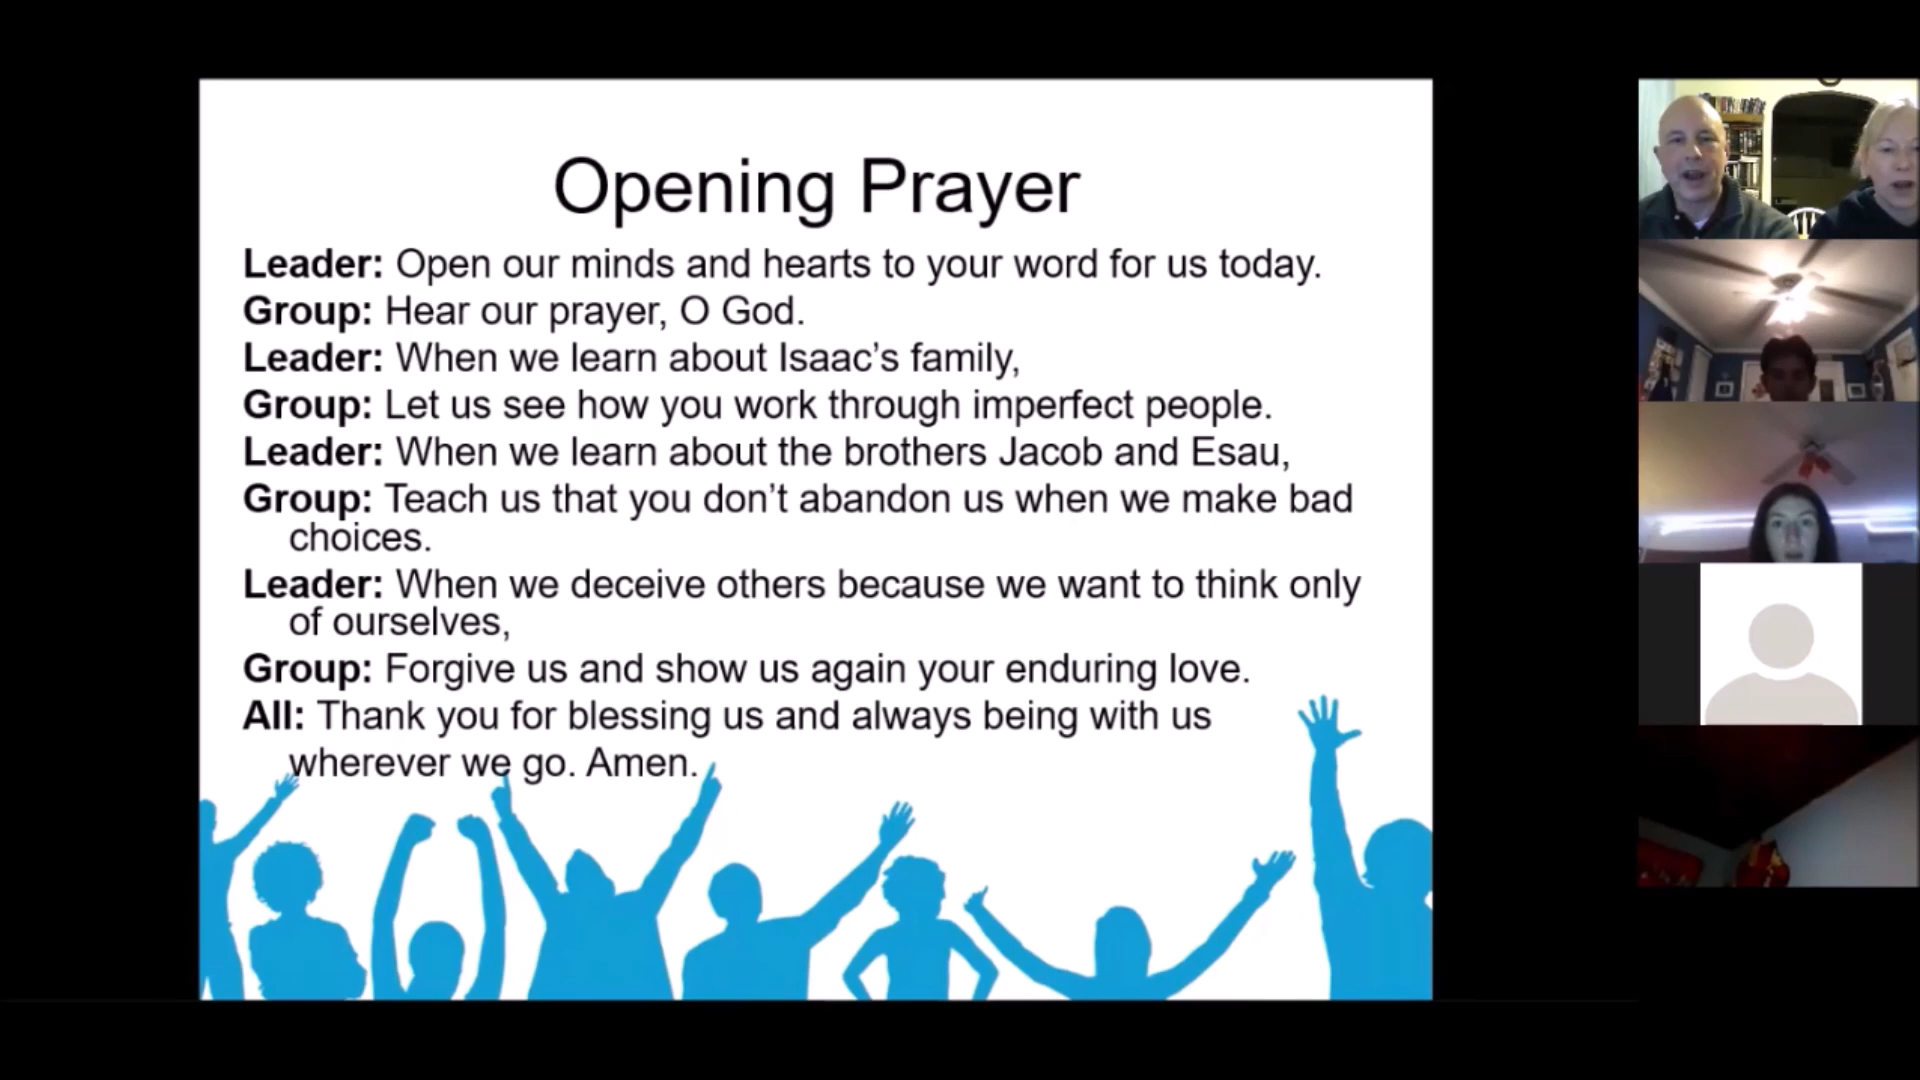 Opening Prayer
Leader: Open our minds and hearts to your word for us today.
Group: Hear our prayer, O God.
Leader: When we learn about Isaac’s family,
Group: Let us see how you work through imperfect people.
Leader: When we learn about the brothers Jacob and Esau,
Group: Teach us that you don’t abandon us when we make bad
choices.
Leader: When we deceive others because we want to think only
of ourselves,
Group: Forgive us and show us again your enduring love.
All: Thank you for blessing us and always being with us
wherever we go. Amen.